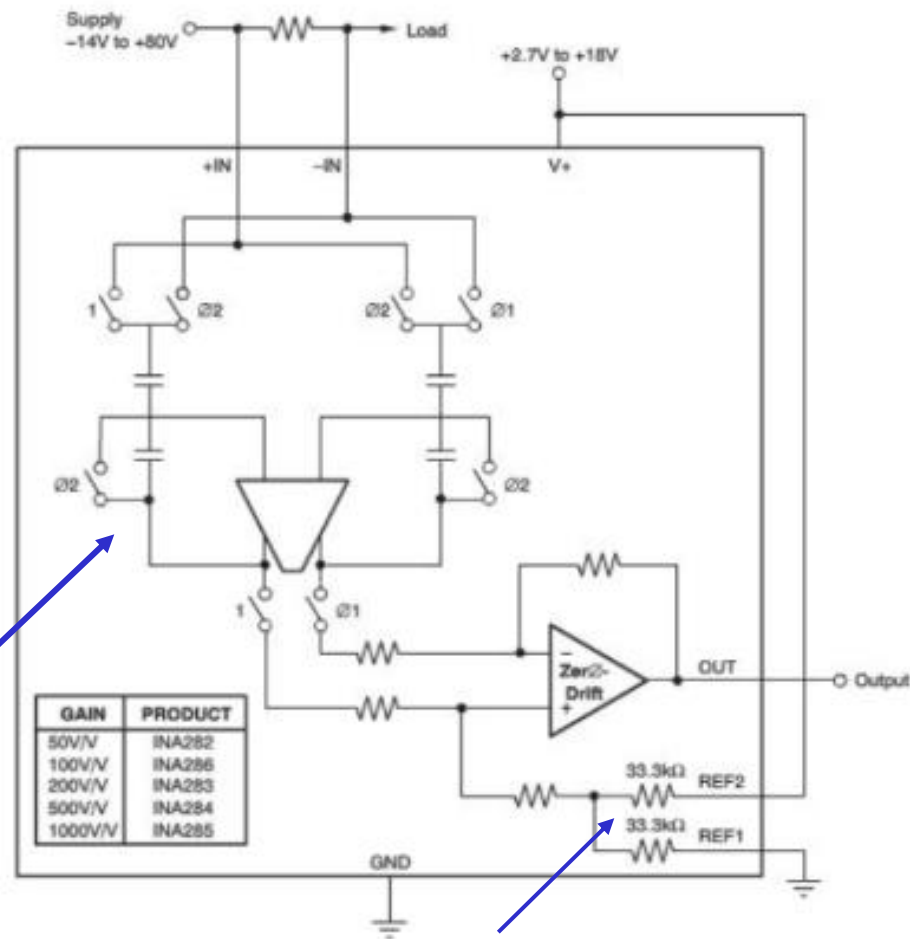 Supply
−14V to +80V
Load
+2.7V to +18V
+IN
−IN
V+
1
Ø2
Ø2
Ø1
Ø2
Ø2
1
Ø1
−
ZerØ-
Drift
+
OUT
Output
GAIN PRODUCT
50V/V INA282
100V/V INA286
200V/V INA283
500V/V INA284
1000V/V INA285
33.3kΩ
REF2
33.3kΩ
REF1
GND